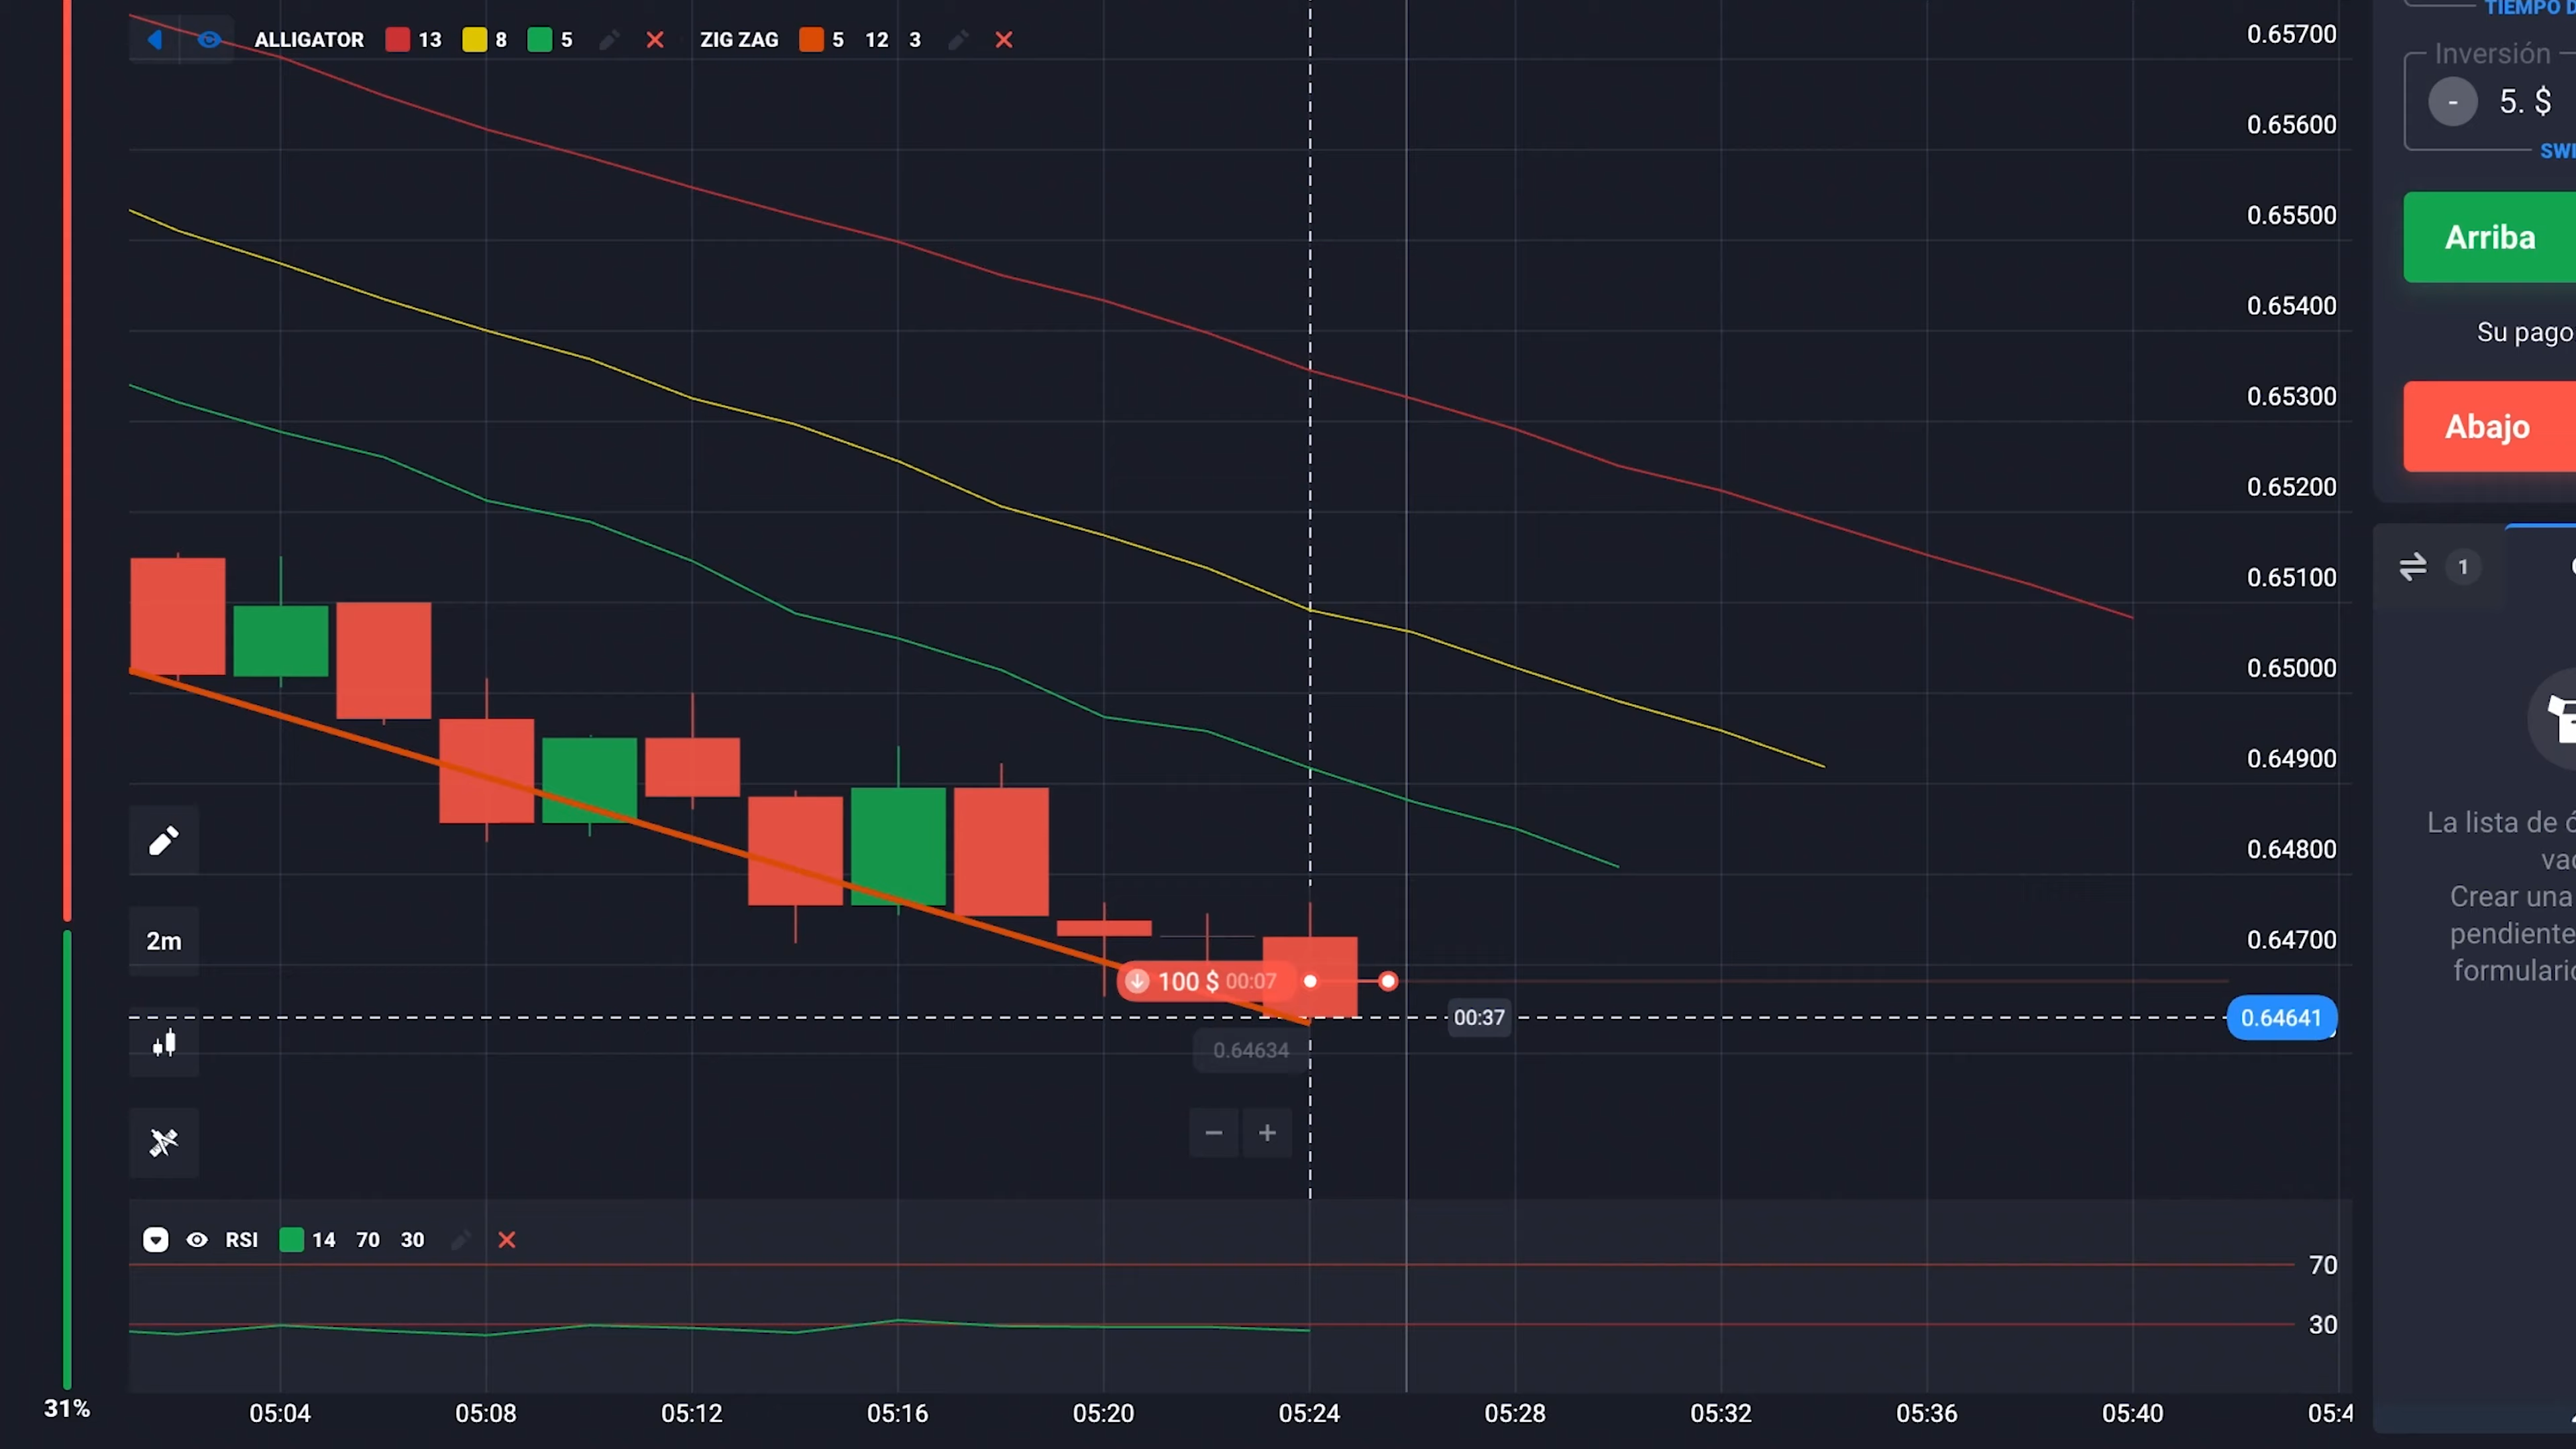 ALLIGATOR 13 8 5 ZIG ZAG 5 12 3
0.65700
0.65600
0.65500
0.65400
0.65300
0.65200
0.65100
0.65000
0.64900
0.64800
0.64700
0.64641
2m
100 $ 00:07
00:37
0.64634
- +
RSI 14 70 30
70
30
31%
05:04 05:08 05:12 05:16 05:20 05:24 05:28 05:32 05:36 05:40 05:4
TIEMPO D
Inversión
- 5. $
SWI
Arriba
Su pago
Abajo
1
La lista de ó
vac
Crear una
pendiente
formulario